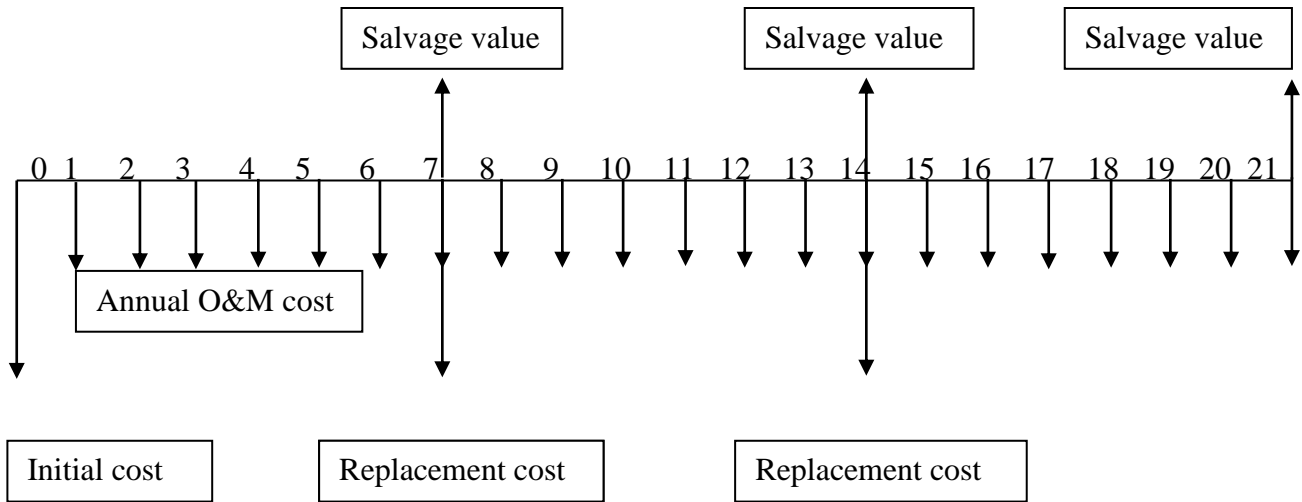 Salvage value Salvage value Salvage value
0 1 2 3 4 5 6 7 8 9 10 11 12 13 14 15 16 17 18 19 20 21
Annual O&M cost
Initial cost Replacement cost Replacement cost